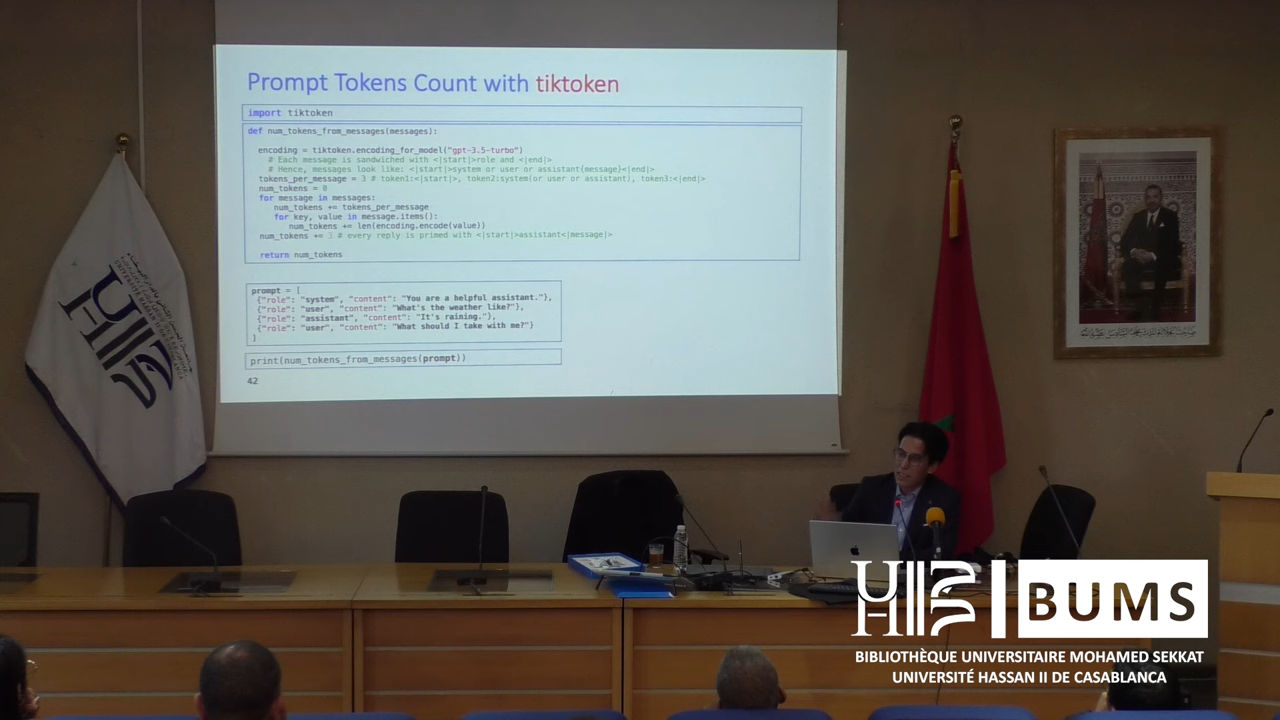 Prompt Tokens Count with tiktoken
import tiktoken
def num_tokens_from_messages(messages):
encoding = tiktoken.encoding_for_model("gpt-3.5-turbo")
# Each message is sandwiched with <|start|>role and <|end|>
# Hence, messages look like: <|start|>system or user or assistant{message}<|end|>
tokens_per_message = 3 # token1:<|start|>, token2:system(or user or assistant), token3:<|end|>
num_tokens = 0
for message in messages:
num_tokens += tokens_per_message
for key, value in message.items():
num_tokens += len(encoding.encode(value))
num_tokens += 3 # every reply is primed with <|start|>assistant<|message|>
return num_tokens
prompt = [
{"role": "system", "content": "You are a helpful assistant."},
{"role": "user", "content": "What's the weather like?"},
{"role": "assistant", "content": "It's raining."},
{"role": "user", "content": "What should I take with me?"}
]
print(num_tokens_from_messages(prompt))
42
UH2C | BUMS
BIBLIOTHÈQUE UNIVERSITAIRE MOHAMED SEKKAT
UNIVERSITÉ HASSAN II DE CASABLANCA